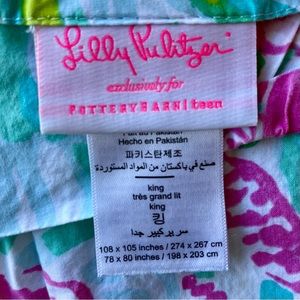 Lilly Pulitzer
exclusively for
POTTERYBARN|teen
Hecho en Pakistán
파키스탄제조
صنع في باكستان من المواد المستوردة
king
très grand lit
king
킹
سرير كبير جدا
108 x 105 inches / 274 x 267 cm
78 x 80 inches / 198 x 203 cm